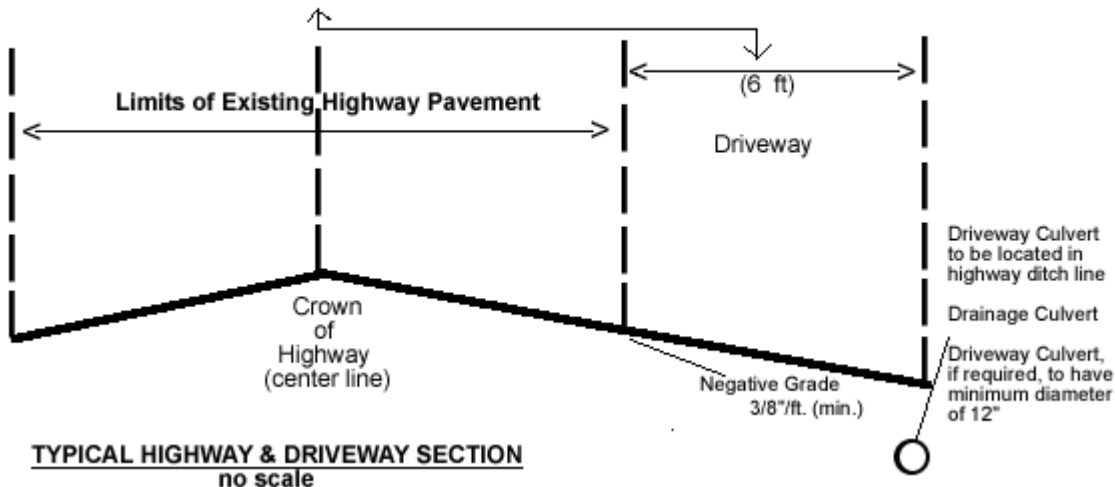 (6 ft)
Limits of Existing Highway Pavement
Driveway
Driveway Culvert
to be located in
highway ditch line
Drainage Culvert
Driveway Culvert,
if required, to have
minimum diameter
of 12"
Crown
of
Highway
(center line)
Negative Grade
3/8"/ft. (min.)
TYPICAL HIGHWAY & DRIVEWAY SECTION
no scale